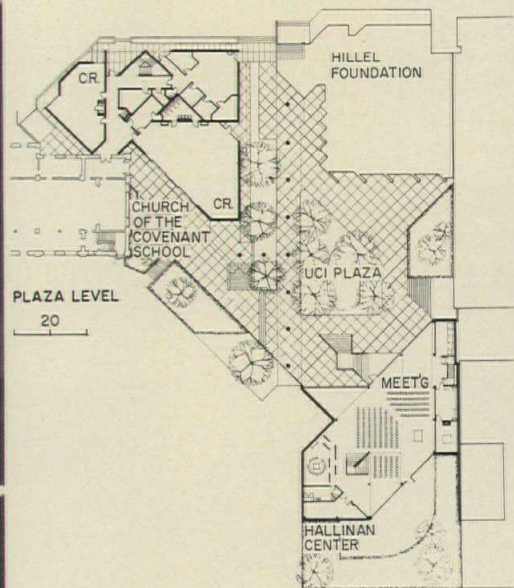 CR.
HILLEL
FOUNDATION
CHURCH
OF THE
COVENANT
SCHOOL
CR.
UCI PLAZA
PLAZA LEVEL
20
MEET'G
HALLINAN
CENTER